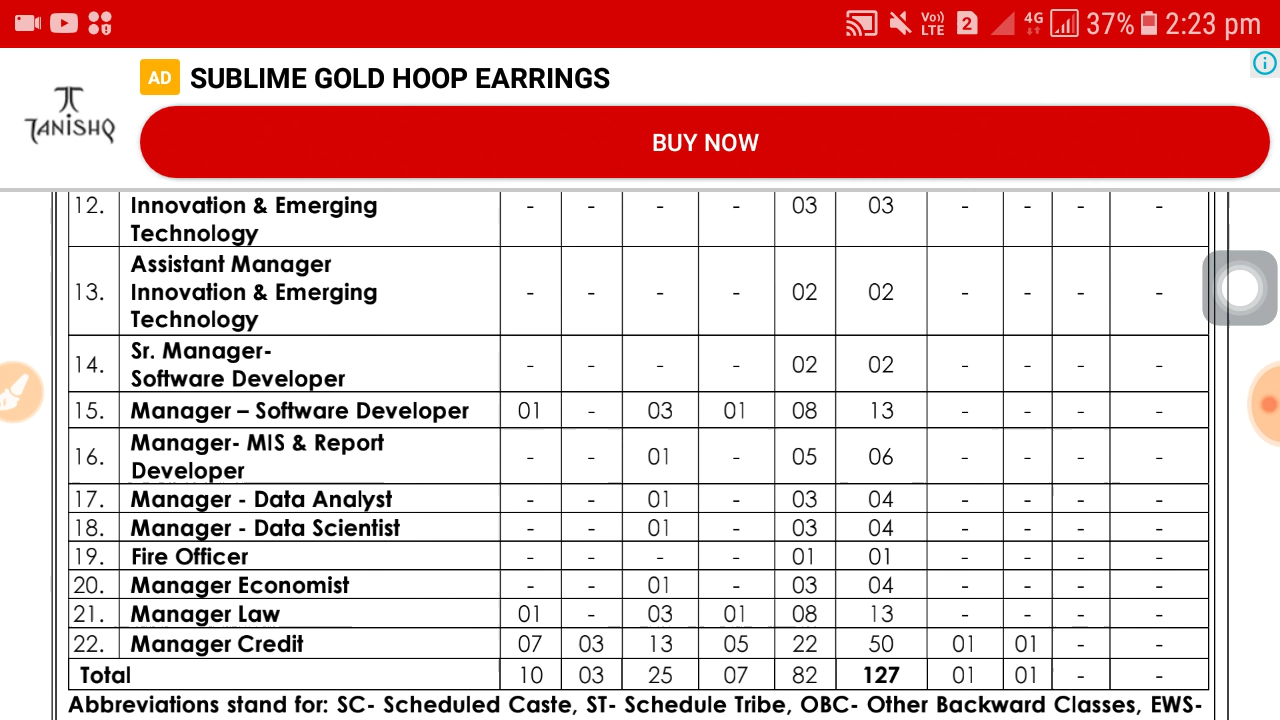 Vo)) LTE 2 4G 37% 2:23 pm
TANISHQ
AD SUBLIME GOLD HOOP EARRINGS
BUY NOW
12. Innovation & Emerging Technology - - - - 03 03 - - - -
13. Assistant Manager Innovation & Emerging Technology - - - - 02 02 - - - -
14. Sr. Manager- Software Developer - - - - 02 02 - - - -
15. Manager – Software Developer 01 - 03 01 08 13 - - - -
16. Manager- MIS & Report Developer - - 01 - 05 06 - - - -
17. Manager - Data Analyst - - 01 - 03 04 - - - -
18. Manager - Data Scientist - - 01 - 03 04 - - - -
19. Fire Officer - - - - 01 01 - - - -
20. Manager Economist - - 01 - 03 04 - - - -
21. Manager Law 01 - 03 01 08 13 - - - -
22. Manager Credit 07 03 13 05 22 50 01 01 - -
Total 10 03 25 07 82 127 01 01 - -
Abbreviations stand for: SC- Scheduled Caste, ST- Schedule Tribe, OBC- Other Backward Classes, EWS-